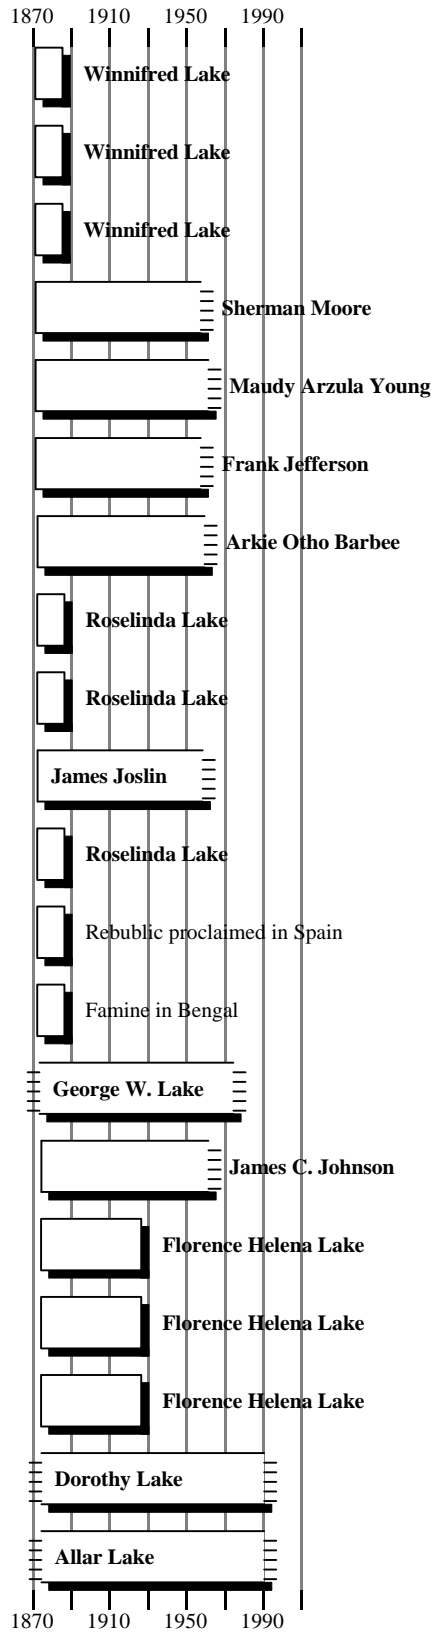 1870 1910 1950 1990
Winnifred Lake
Winnifred Lake
Winnifred Lake
Sherman Moore
Maudy Arzula Young
Frank Jefferson
Arkie Otho Barbee
Roselinda Lake
Roselinda Lake
James Joslin
Roselinda Lake
Rebublic proclaimed in Spain
Famine in Bengal
George W. Lake
James C. Johnson
Florence Helena Lake
Florence Helena Lake
Florence Helena Lake
Dorothy Lake
Allar Lake
1870 1910 1950 1990